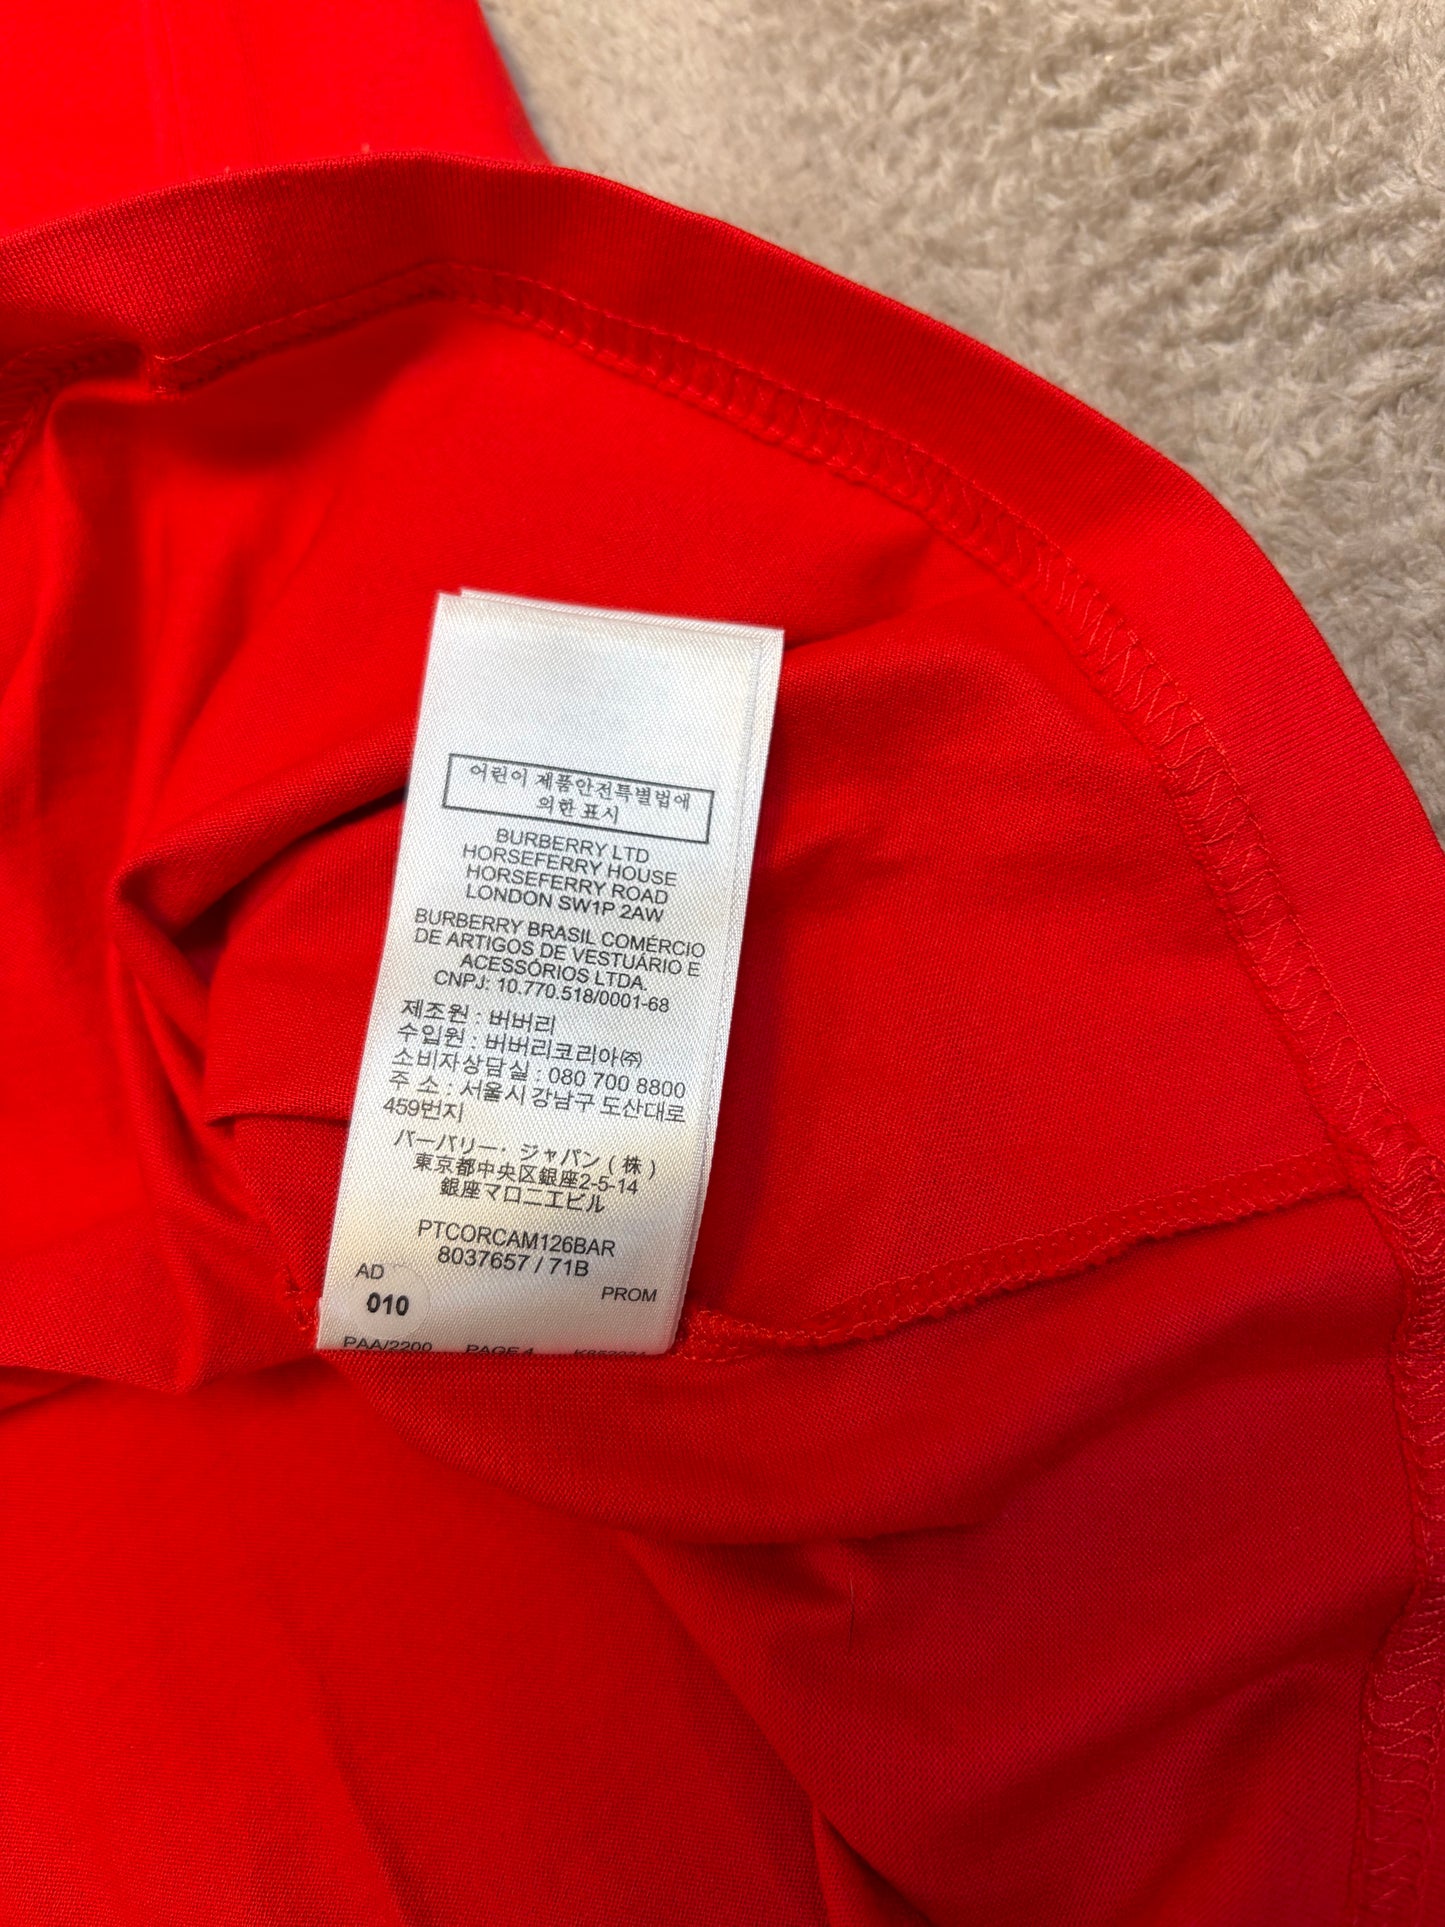 어린이 제품안전특별법에
의한 표시
BURBERRY LTD
HORSEFERRY HOUSE
HORSEFERRY ROAD
LONDON SW1P 2AW
BURBERRY BRASIL COMÉRCIO
DE ARTIGOS DE VESTUÁRIO E
ACESSÓRIOS LTDA.
CNPJ: 10.770.518/0001-68
제조원 : 버버리
수입원 : 버버리코리아㈜
소비자상담실 : 080 700 8800
주 소 : 서울시 강남구 도산대로
459번지
バーバリー・ジャパン ( 株 )
東京都中央区銀座2-5-14
銀座マロニエビル
PTCORCAM126BAR
8037657 / 71B
AD
010
PROM
PAA/2200 PAGE 4